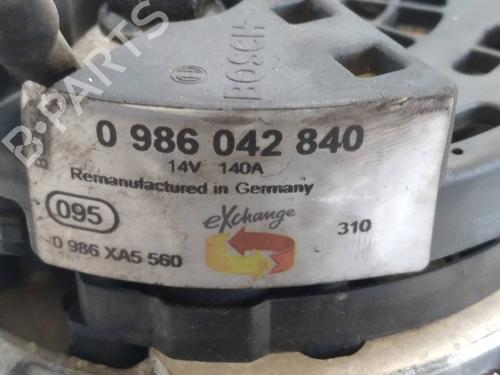 BOSCH
0 986 042 840
14V 140A
Remanufactured in Germany
095
eXchange
310
0 986 XA5 560
B-Parts